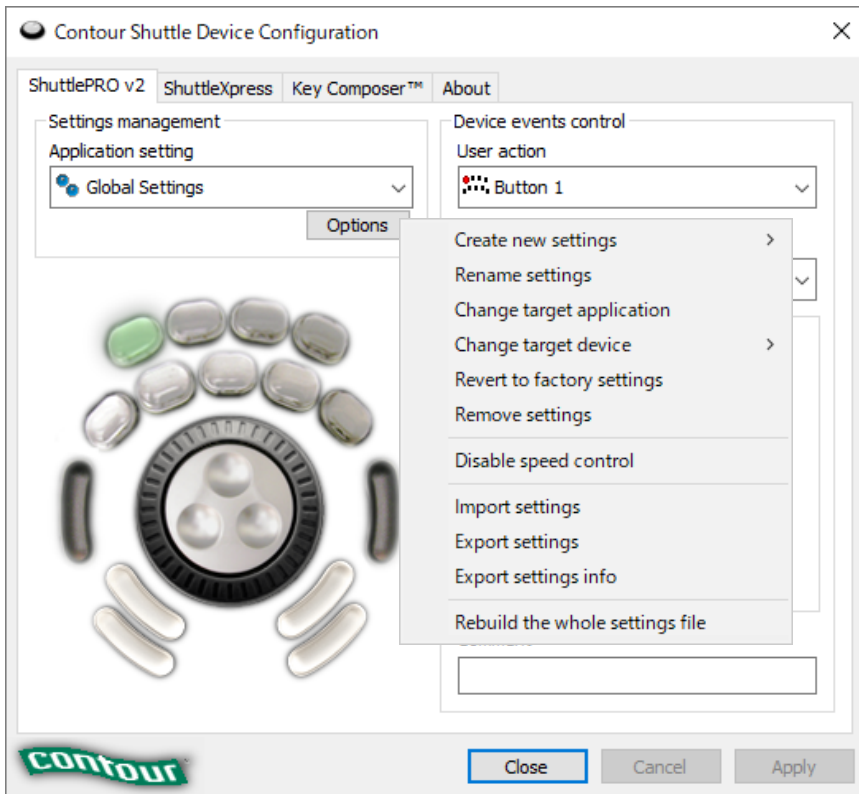 Contour Shuttle Device Configuration
ShuttlePRO v2
ShuttleXpress
Key Composer™
About
Settings management
Application setting
Global Settings
Options
Device events control
User action
Button 1
Create new settings
Rename settings
Change target application
Change target device
Revert to factory settings
Remove settings
Disable speed control
Import settings
Export settings
Export settings info
Rebuild the whole settings file
contour
Close
Cancel
Apply